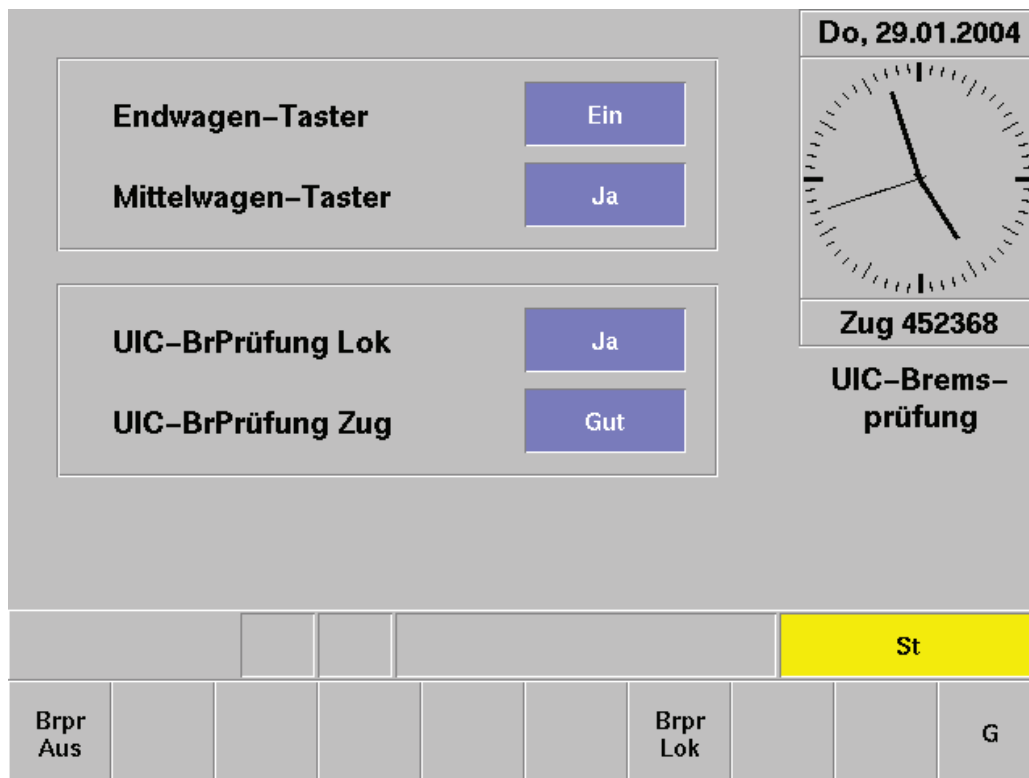 Do, 29.01.2004
Endwagen–Taster
Ein
Mittelwagen–Taster
Ja
UIC–BrPrüfung Lok
Ja
UIC–BrPrüfung Zug
Gut
Zug 452368
UIC–Brems–
prüfung
St
Brpr
Aus
Brpr
Lok
G